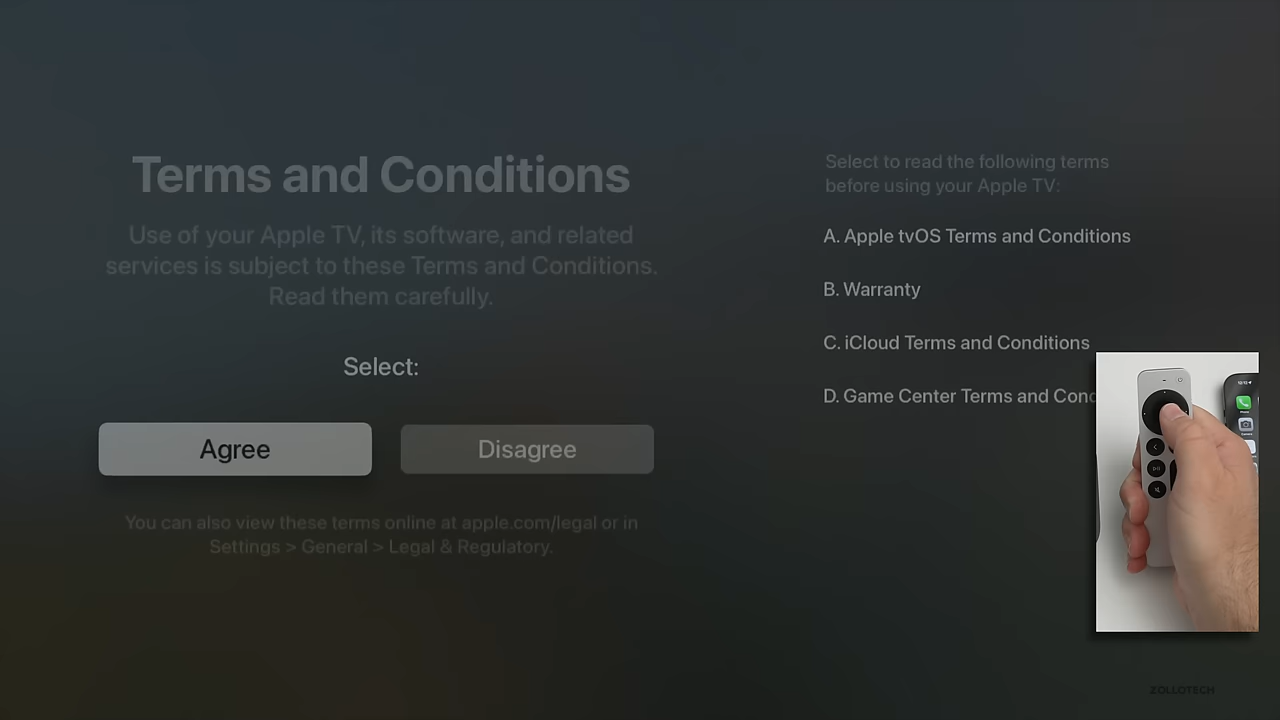 Terms and Conditions
Use of your Apple TV, its software, and related
services is subject to these Terms and Conditions.
Read them carefully.
Select:
Agree
Disagree
You can also view these terms online at apple.com/legal or in
Settings > General > Legal & Regulatory.
Select to read the following terms
before using your Apple TV:
A. Apple tvOS Terms and Conditions
B. Warranty
C. iCloud Terms and Conditions
D. Game Center Terms and Cond
ZOLLOTECH